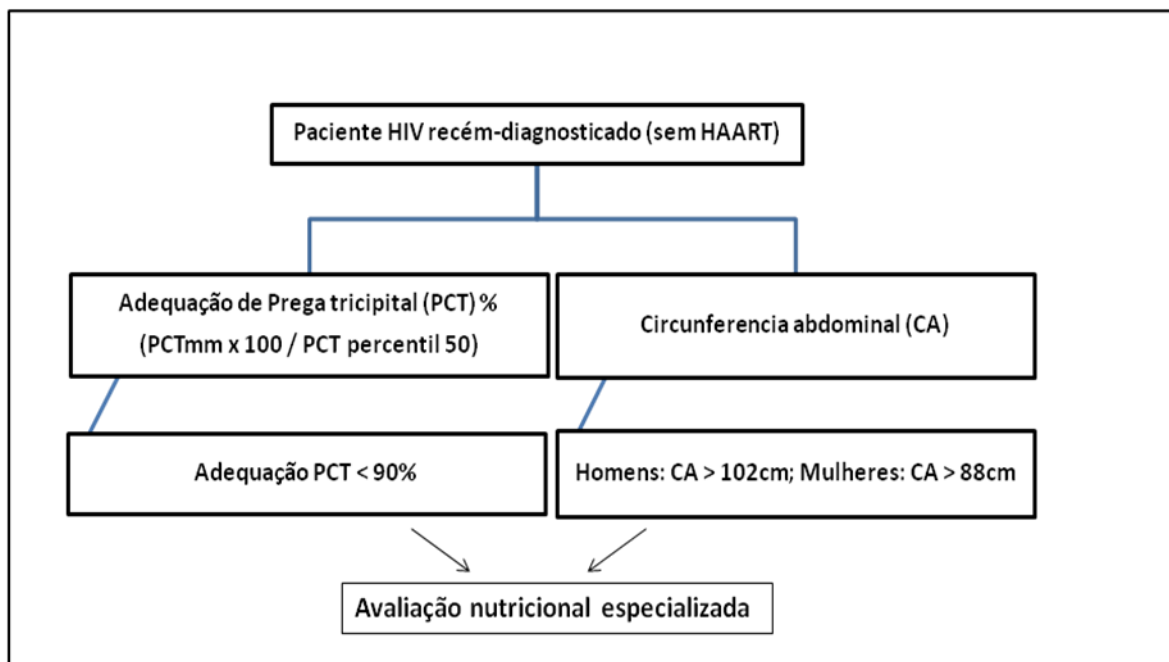 Paciente HIV recém-diagnosticado (sem HAART)
Adequação de Prega tricipital (PCT) %
(PCTmm x 100 / PCT percentil 50)
Circunferencia abdominal (CA)
Adequação PCT < 90%
Homens: CA > 102cm; Mulheres: CA > 88cm
Avaliação nutricional especializada